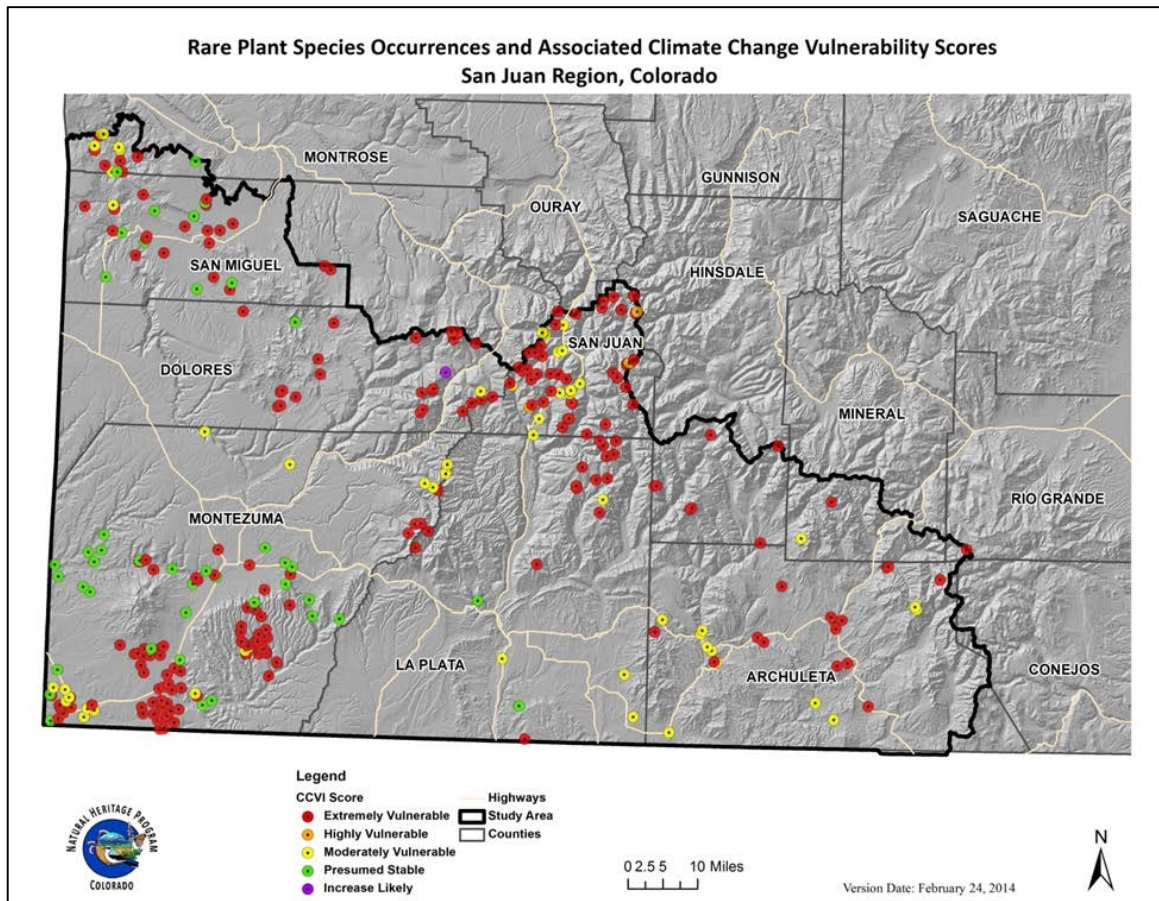 Rare Plant Species Occurrences and Associated Climate Change Vulnerability Scores
San Juan Region, Colorado
MONTROSE
GUNNISON
OURAY
SAGUACHE
SAN MIGUEL
HINSDALE
SAN JUAN
DOLORES
MINERAL
RIO GRANDE
MONTEZUMA
LA PLATA
ARCHULETA
CONEJOS
Legend
CCVI Score
Extremely Vulnerable
Highly Vulnerable
Moderately Vulnerable
Presumed Stable
Increase Likely
Highways
Study Area
Counties
NATURAL HERITAGE PROGRAM
COLORADO
0 2.5 5 10 Miles
Version Date: February 24, 2014
N